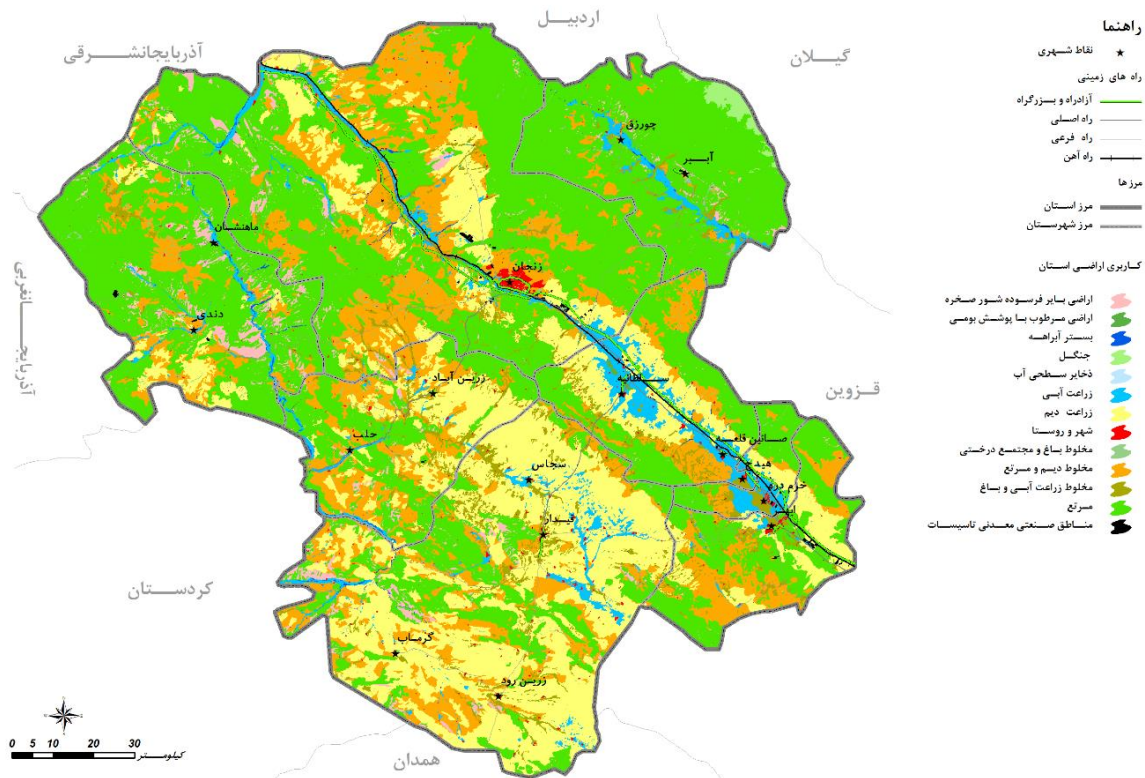 اردبیل
گیلان
آذربایجانشرقی
راهنما
نقاط شهری
راه های زمینی
آزادراه و بزرگراه
راه اصلی
راه فرعی
راه آهن
مرزها
مرز استان
مرز شهرستان
کاربری اراضی استان
اراضی بایر فرسوده شور صخره
اراضی مرطوب با پوشش بومی
بستر آبراهه
جنگل
ذخایر سطحی آب
زراعت آبی
زراعت دیم
شهر و روستا
مخلوط باغ و مجتمع درختی
مخلوط دیم و مرتع
مخلوط زراعت آبی و باغ
مرتع
مناطق صنعتی معدنی تاسیسات
چورزق
آببر
ماهنشان
زنجان
دندی
آذربایجانغربی
قزوین
سلطانیه
زرین آباد
حلب
صائین قلعه
هیدج
خرم دره
ابهر
سجاس
قیدار
کردستان
گرماب
زرین رود
همدان
0 5 10 20 30
کیلومتر